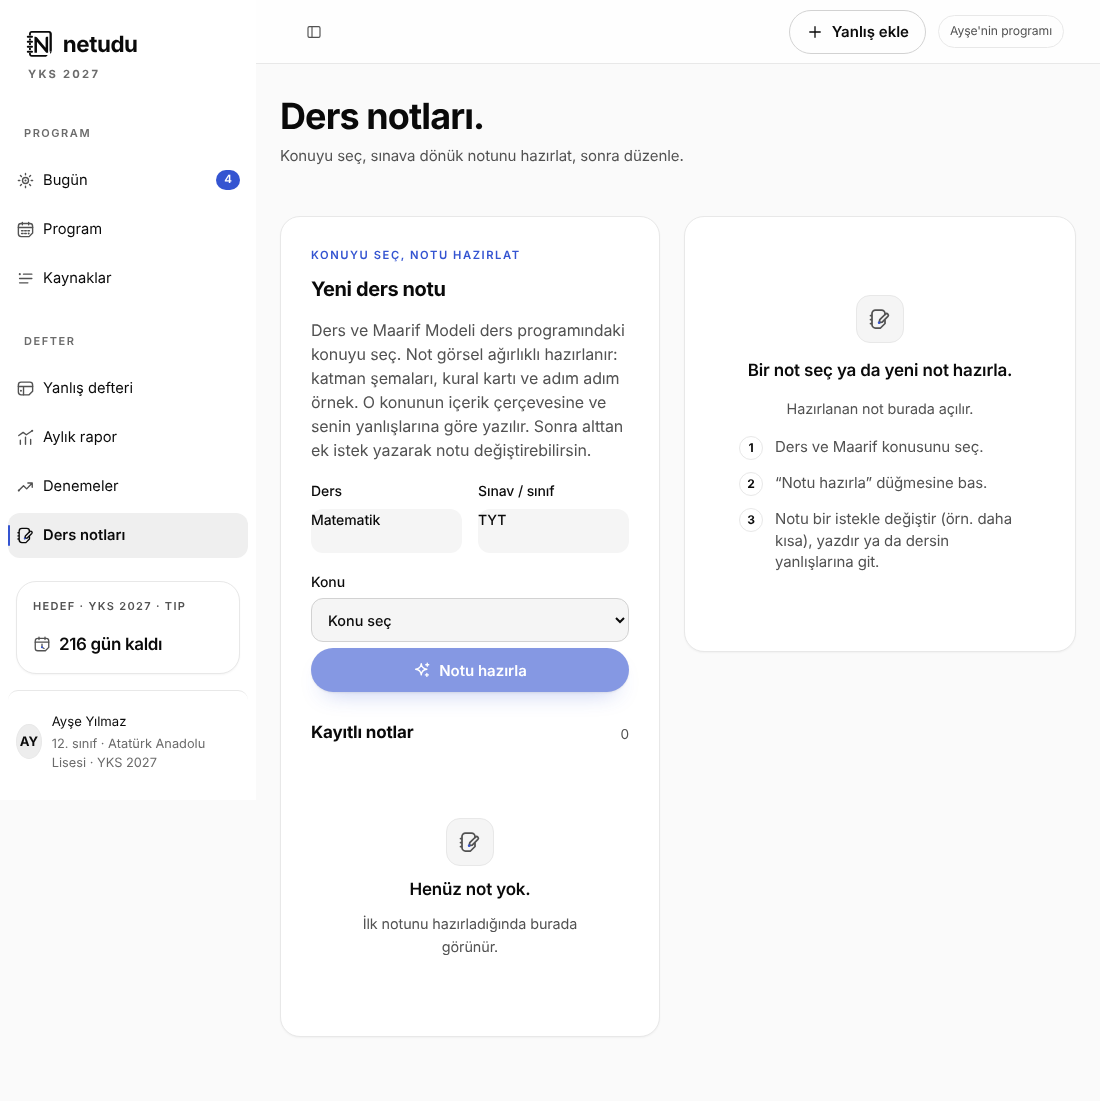 netudu
YKS 2027
PROGRAM
Bugün
4
Program
Kaynaklar
DEFTER
Yanlış defteri
Aylık rapor
Denemeler
Ders notları
HEDEF · YKS 2027 · TIP
216 gün kaldı
AY
Ayşe Yılmaz
12. sınıf · Atatürk Anadolu
Lisesi · YKS 2027
Yanlış ekle
Ayşe'nin programı
Ders notları.
Konuyu seç, sınava dönük notunu hazırlat, sonra düzenle.
KONUYU SEÇ, NOTU HAZIRLAT
Yeni ders notu
Ders ve Maarif Modeli ders programındaki
konuyu seç. Not görsel ağırlıklı hazırlanır:
katman şemaları, kural kartı ve adım adım
örnek. O konunun içerik çerçevesine ve
senin yanlışlarına göre yazılır. Sonra alttan
ek istek yazarak notu değiştirebilirsin.
Ders
Sınav / sınıf
Matematik
TYT
Konu
Konu seç
Notu hazırla
Kayıtlı notlar
0
Henüz not yok.
İlk notunu hazırladığında burada
görünür.
Bir not seç ya da yeni not hazırla.
Hazırlanan not burada açılır.
1 Ders ve Maarif konusunu seç.
2 “Notu hazırla” düğmesine bas.
3 Notu bir istekle değiştir (örn. daha
kısa), yazdır ya da dersin
yanlışlarına git.